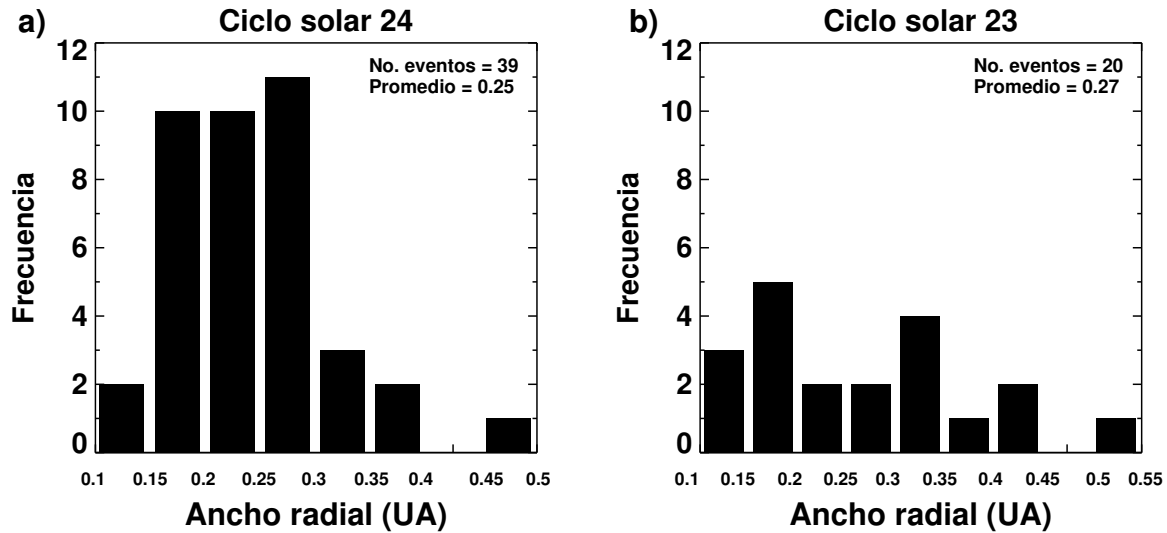 a)
Ciclo solar 24
No. eventos = 39
Promedio = 0.25
12
10
8
6
4
2
0
Frecuencia
0.1 0.15 0.2 0.25 0.3 0.35 0.4 0.45 0.5
Ancho radial (UA)
b)
Ciclo solar 23
No. eventos = 20
Promedio = 0.27
12
10
8
6
4
2
0
Frecuencia
0.1 0.15 0.2 0.25 0.3 0.35 0.4 0.45 0.5 0.55
Ancho radial (UA)